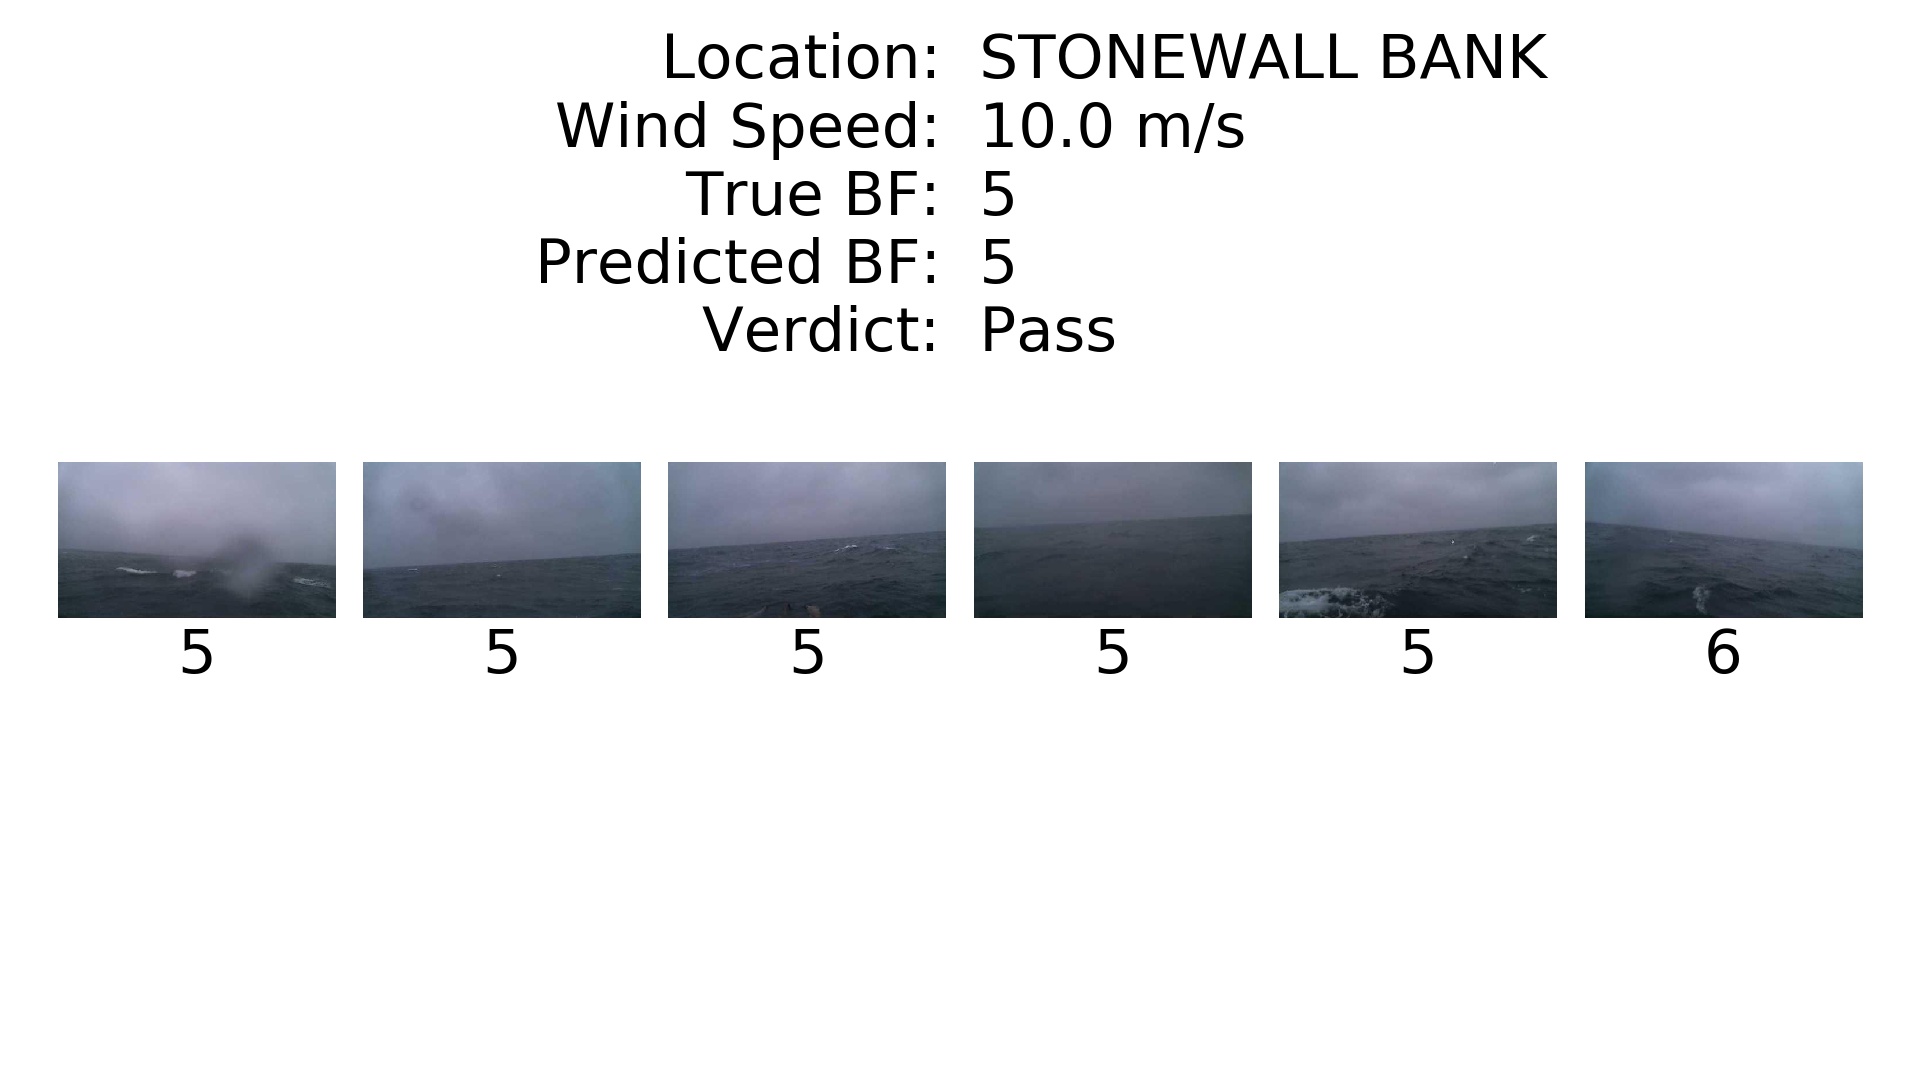 Location: STONEWALL BANK
Wind Speed: 10.0 m/s
True BF: 5
Predicted BF: 5
Verdict: Pass
5 5 5 5 5 6